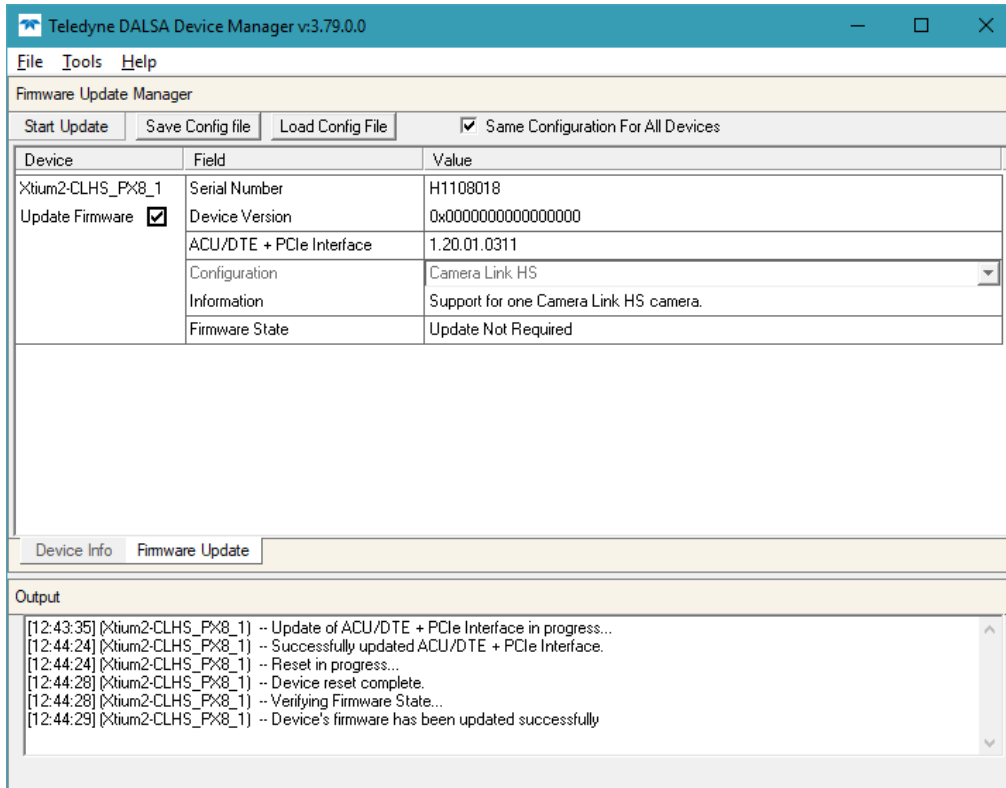 Teledyne DALSA Device Manager v:3.79.0.0
File Tools Help
Firmware Update Manager
Start Update Save Config file Load Config File Same Configuration For All Devices
Device Field Value
Xtium2-CLHS_PX8_1 Serial Number H1108018
Update Firmware Device Version 0x0000000000000000
ACU/DTE + PCIe Interface 1.20.01.0311
Configuration Camera Link HS
Information Support for one Camera Link HS camera.
Firmware State Update Not Required
Device Info Firmware Update
Output
[12:43:35] (Xtium2-CLHS_PX8_1) -- Update of ACU/DTE + PCIe Interface in progress...
[12:44:24] (Xtium2-CLHS_PX8_1) -- Successfully updated ACU/DTE + PCIe Interface.
[12:44:24] (Xtium2-CLHS_PX8_1) -- Reset in progress...
[12:44:28] (Xtium2-CLHS_PX8_1) -- Device reset complete.
[12:44:28] (Xtium2-CLHS_PX8_1) -- Verifying Firmware State...
[12:44:29] (Xtium2-CLHS_PX8_1) -- Device's firmware has been updated successfully